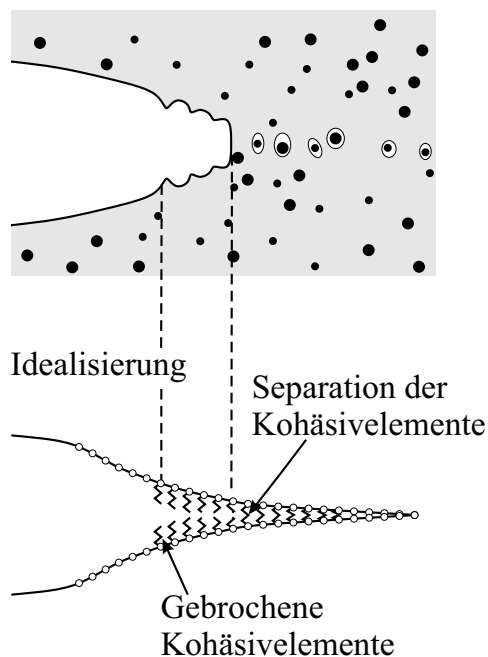 Idealisierung
Separation der
Kohäsivelemente
Gebrochene
Kohäsivelemente